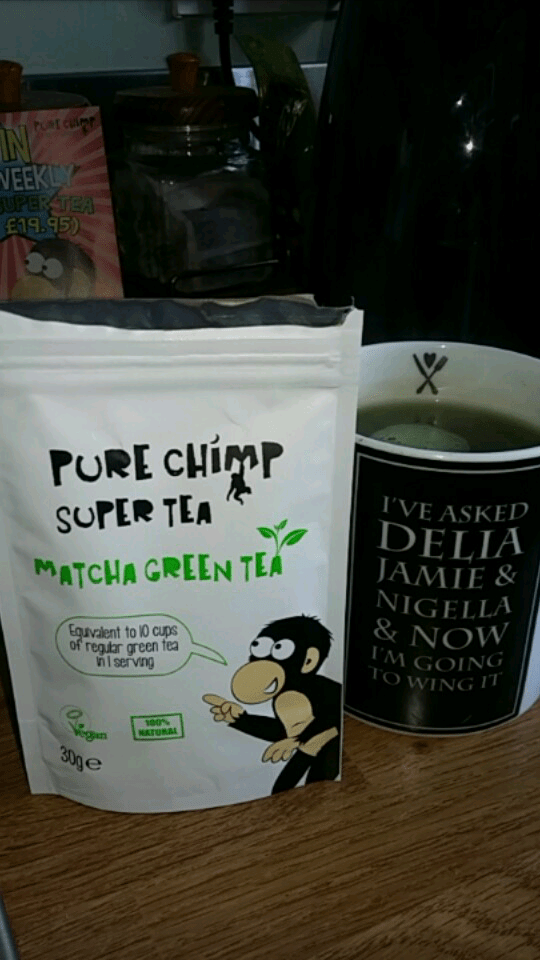 PURE CHIMP
IN
WEEKLY
SUPER TEA
£19.95)
PURE CHIMP
SUPER TEA
MATCHA GREEN TEA
Equivalent to 10 cups
of regular green tea
in 1 serving
Vegan
100%
NATURAL
30g e
I'VE ASKED
DELIA
JAMIE &
NIGELLA
& NOW
I'M GOING
TO WING IT